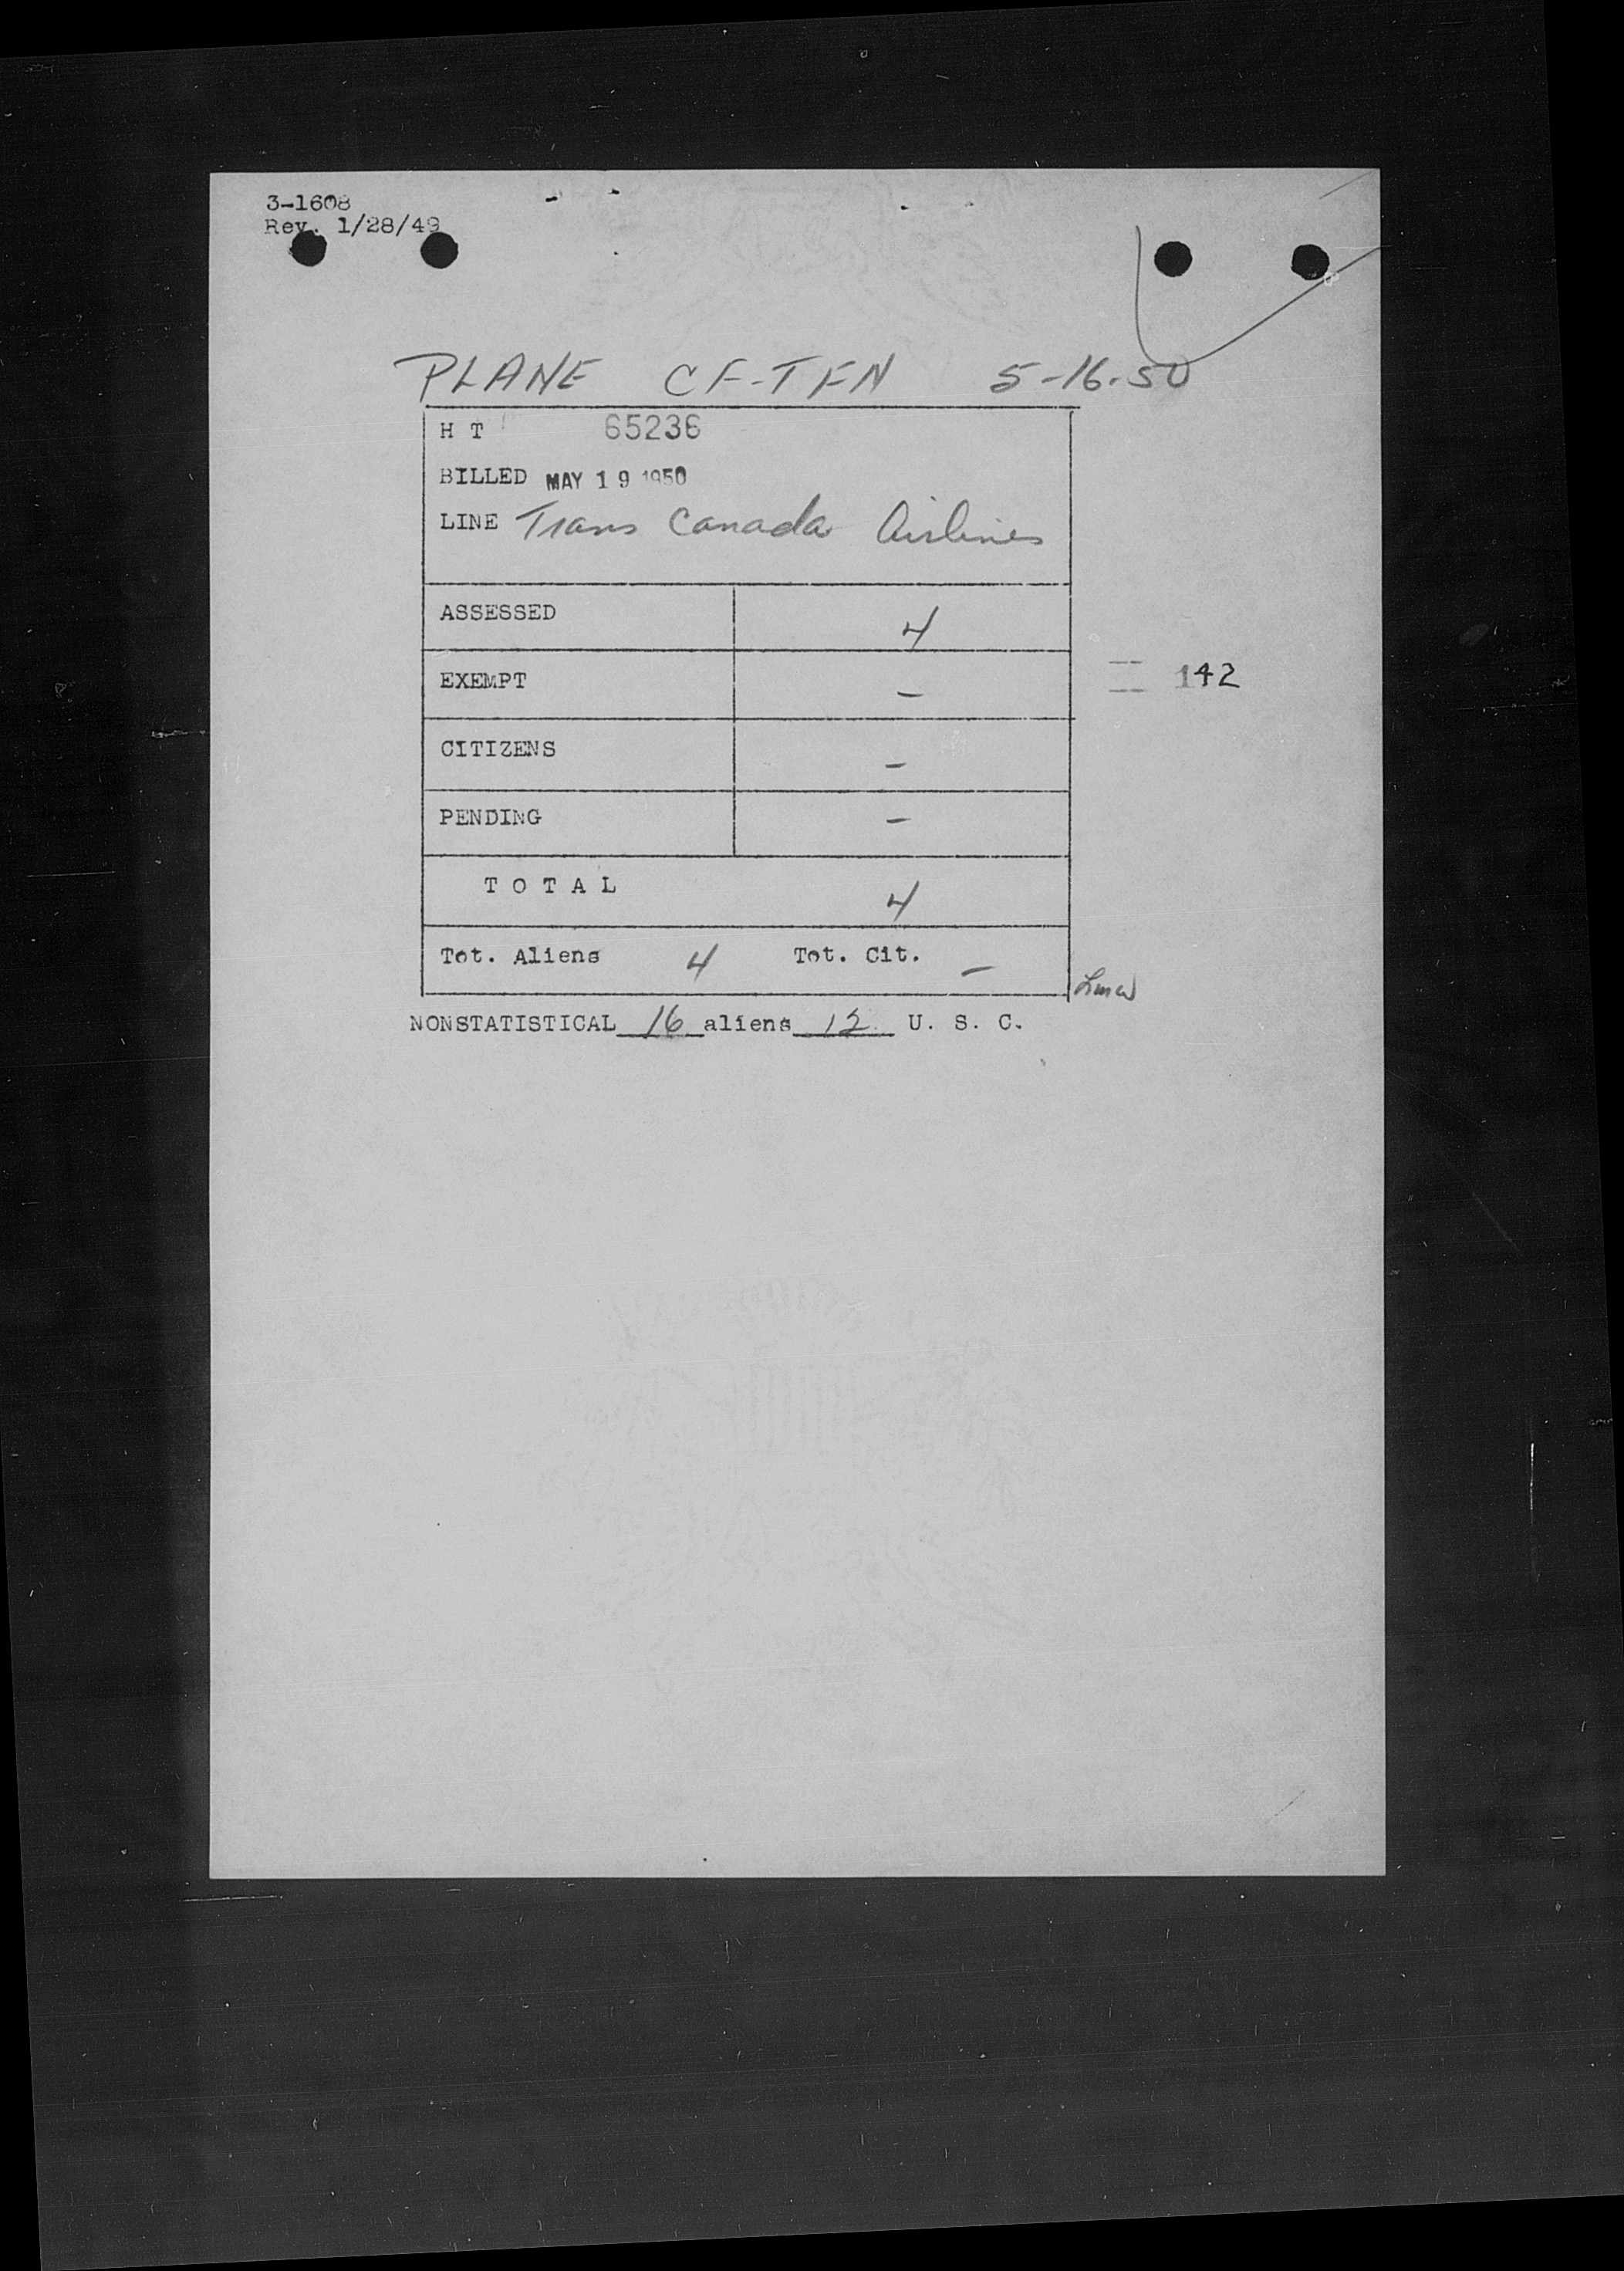 3-1608
Rev. 1/28/49
PLANE CF-TFN 5-16-50
H T 65236
BILLED MAY 19 1950
LINE Trans Canada Airlines
ASSESSED 4
EXEMPT –
142
CITIZENS –
PENDING –
TOTAL 4
Tot. Aliens 4 Tot. Cit. –
NONSTATISTICAL 16 aliens 12 U. S. C.